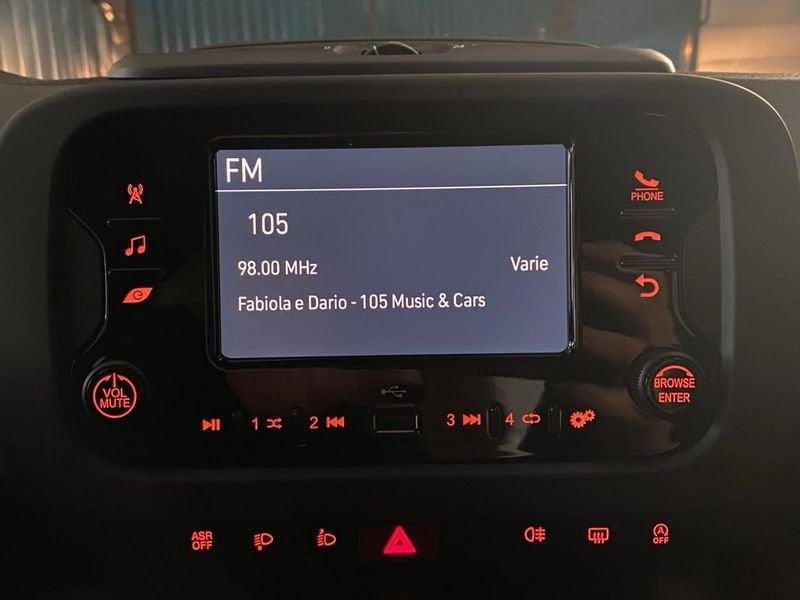 FM
105
98.00 MHz
Varie
Fabiola e Dario - 105 Music & Cars
PHONE
VOL
MUTE
BROWSE
ENTER
1
2
3
4
ASR
OFF
A
OFF